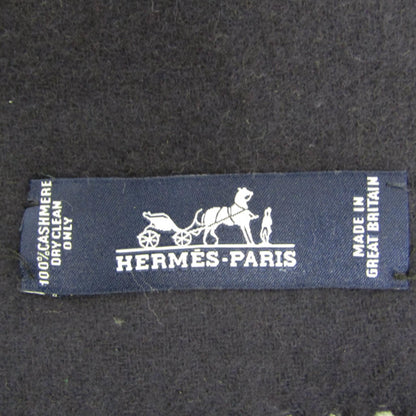 100% CASHMERE
DRY CLEAN
ONLY
HERMÈS-PARIS
MADE IN
GREAT BRITAIN